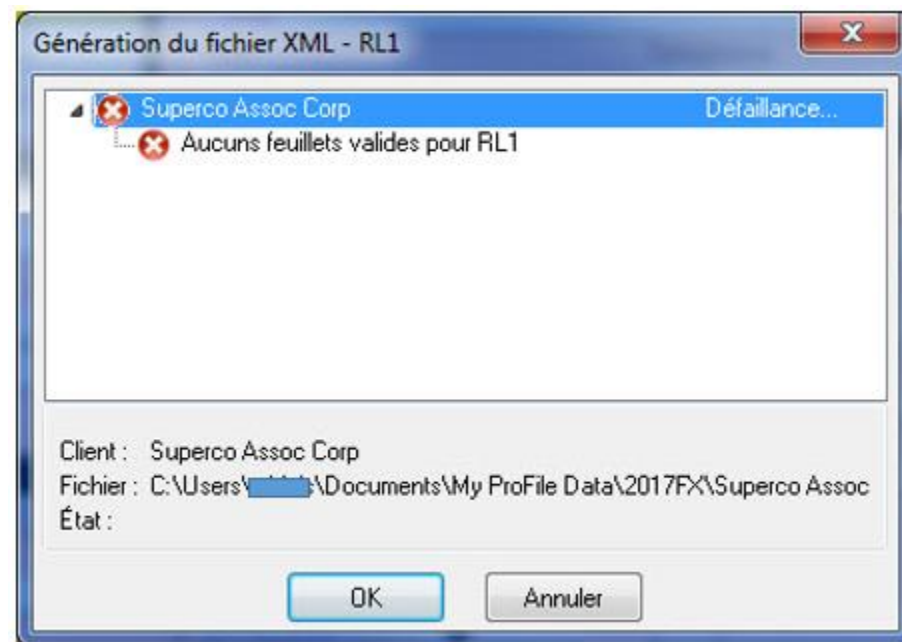 Génération du fichier XML - RL1
Superco Assoc Corp Défaillance...
Aucuns feuillets valides pour RL1
Client : Superco Assoc Corp
Fichier : C:\Users\ \Documents\My ProFile Data\2017FX\Superco Assoc
État :
OK Annuler